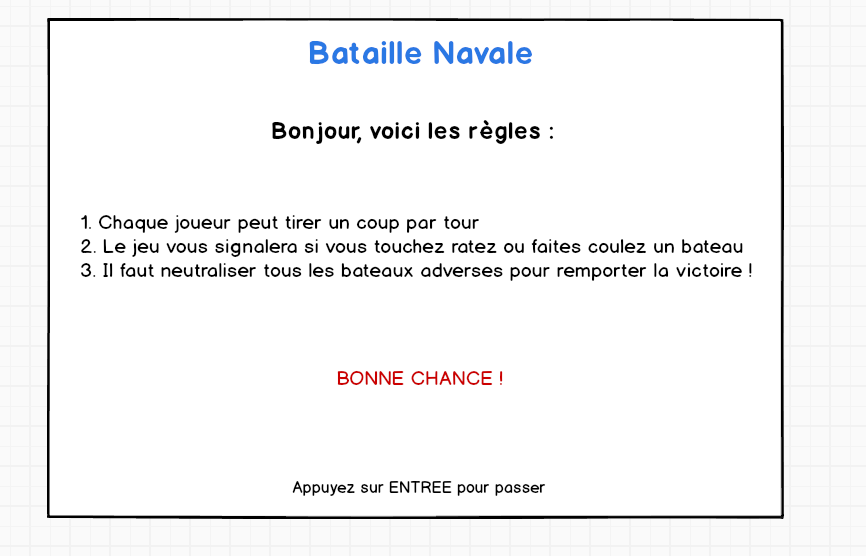 Bataille Navale
Bonjour, voici les règles :
1. Chaque joueur peut tirer un coup par tour
2. Le jeu vous signalera si vous touchez ratez ou faites coulez un bateau
3. Il faut neutraliser tous les bateaux adverses pour remporter la victoire !
BONNE CHANCE !
Appuyez sur ENTREE pour passer